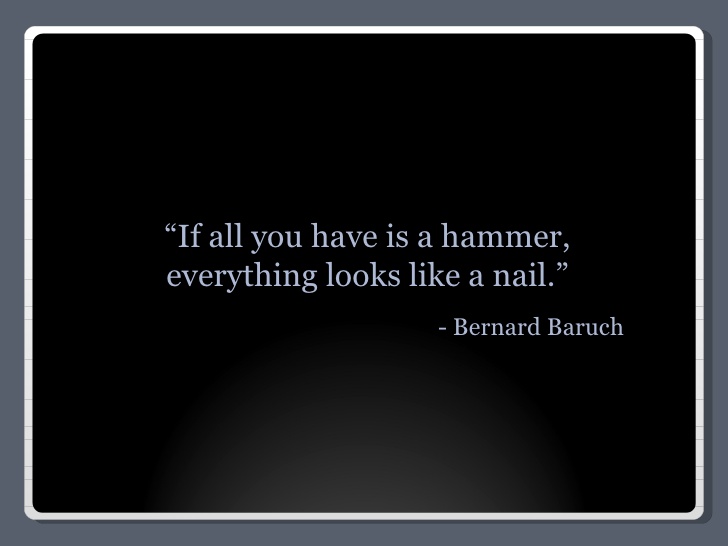 “If all you have is a hammer,
everything looks like a nail.”
- Bernard Baruch